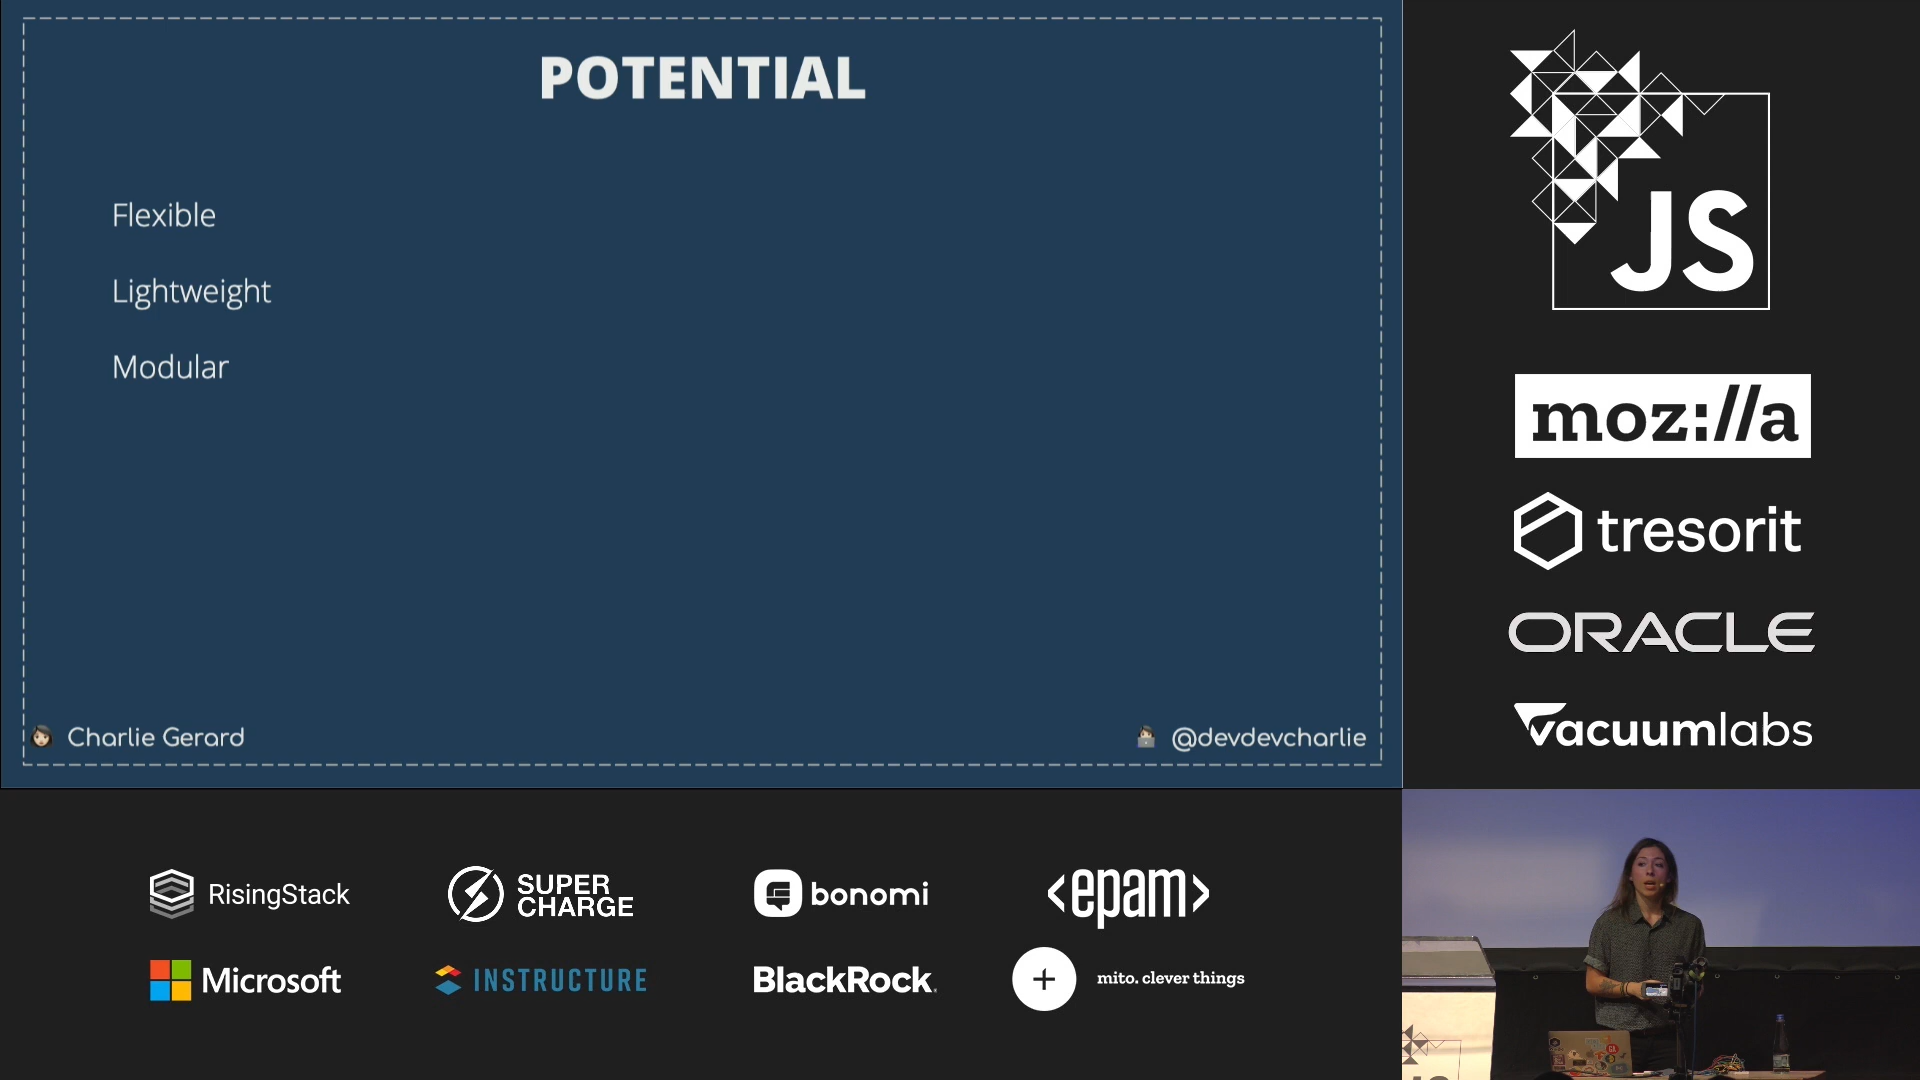 POTENTIAL
Flexible
Lightweight
Modular
Charlie Gerard
@devdevcharlie
JS
moz://a
tresorit
ORACLE
vacuumlabs
RisingStack
SUPER
CHARGE
bonomi
<epam>
Microsoft
INSTRUCTURE
BlackRock.
mito. clever things